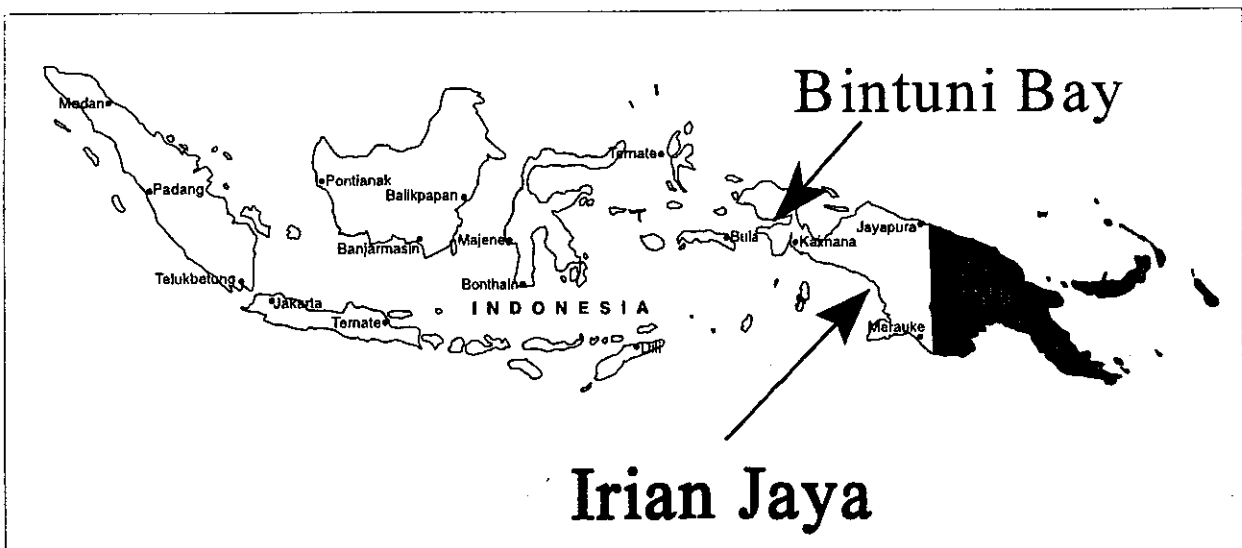 Bintuni Bay
Medan
Ternate
Pontianak
Padang
Balikpapan
Jayapura
Bula
Kaimana
Banjarmasin
Majene
Telukbetung
Bonthain
Jakarta
INDONESIA
Ternate
Merauke
Dili
Irian Jaya